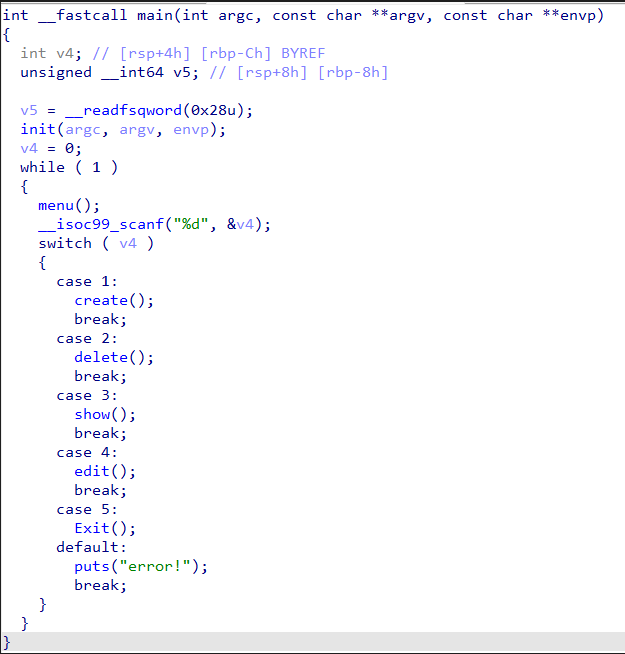 int __fastcall main(int argc, const char **argv, const char **envp)
{
  int v4; // [rsp+4h] [rbp-Ch] BYREF
  unsigned __int64 v5; // [rsp+8h] [rbp-8h]

  v5 = __readfsqword(0x28u);
  init(argc, argv, envp);
  v4 = 0;
  while ( 1 )
  {
    menu();
    __isoc99_scanf("%d", &v4);
    switch ( v4 )
    {
      case 1:
        create();
        break;
      case 2:
        delete();
        break;
      case 3:
        show();
        break;
      case 4:
        edit();
        break;
      case 5:
        Exit();
      default:
        puts("error!");
        break;
    }
  }
}